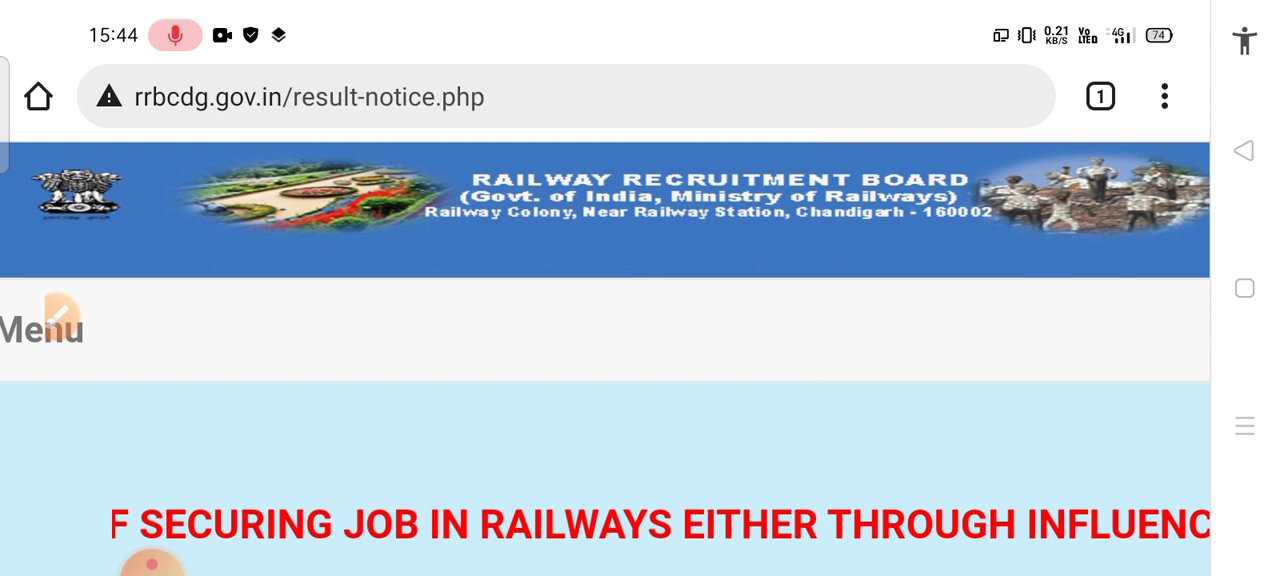 15:44
0.21
KB/S
Vo
LTED
4G
74
rrbcdg.gov.in/result-notice.php
1
RAILWAY RECRUITMENT BOARD
(Govt. of India, Ministry of Railways)
Railway Colony, Near Railway Station, Chandigarh - 160002
Menu
F SECURING JOB IN RAILWAYS EITHER THROUGH INFLUENC